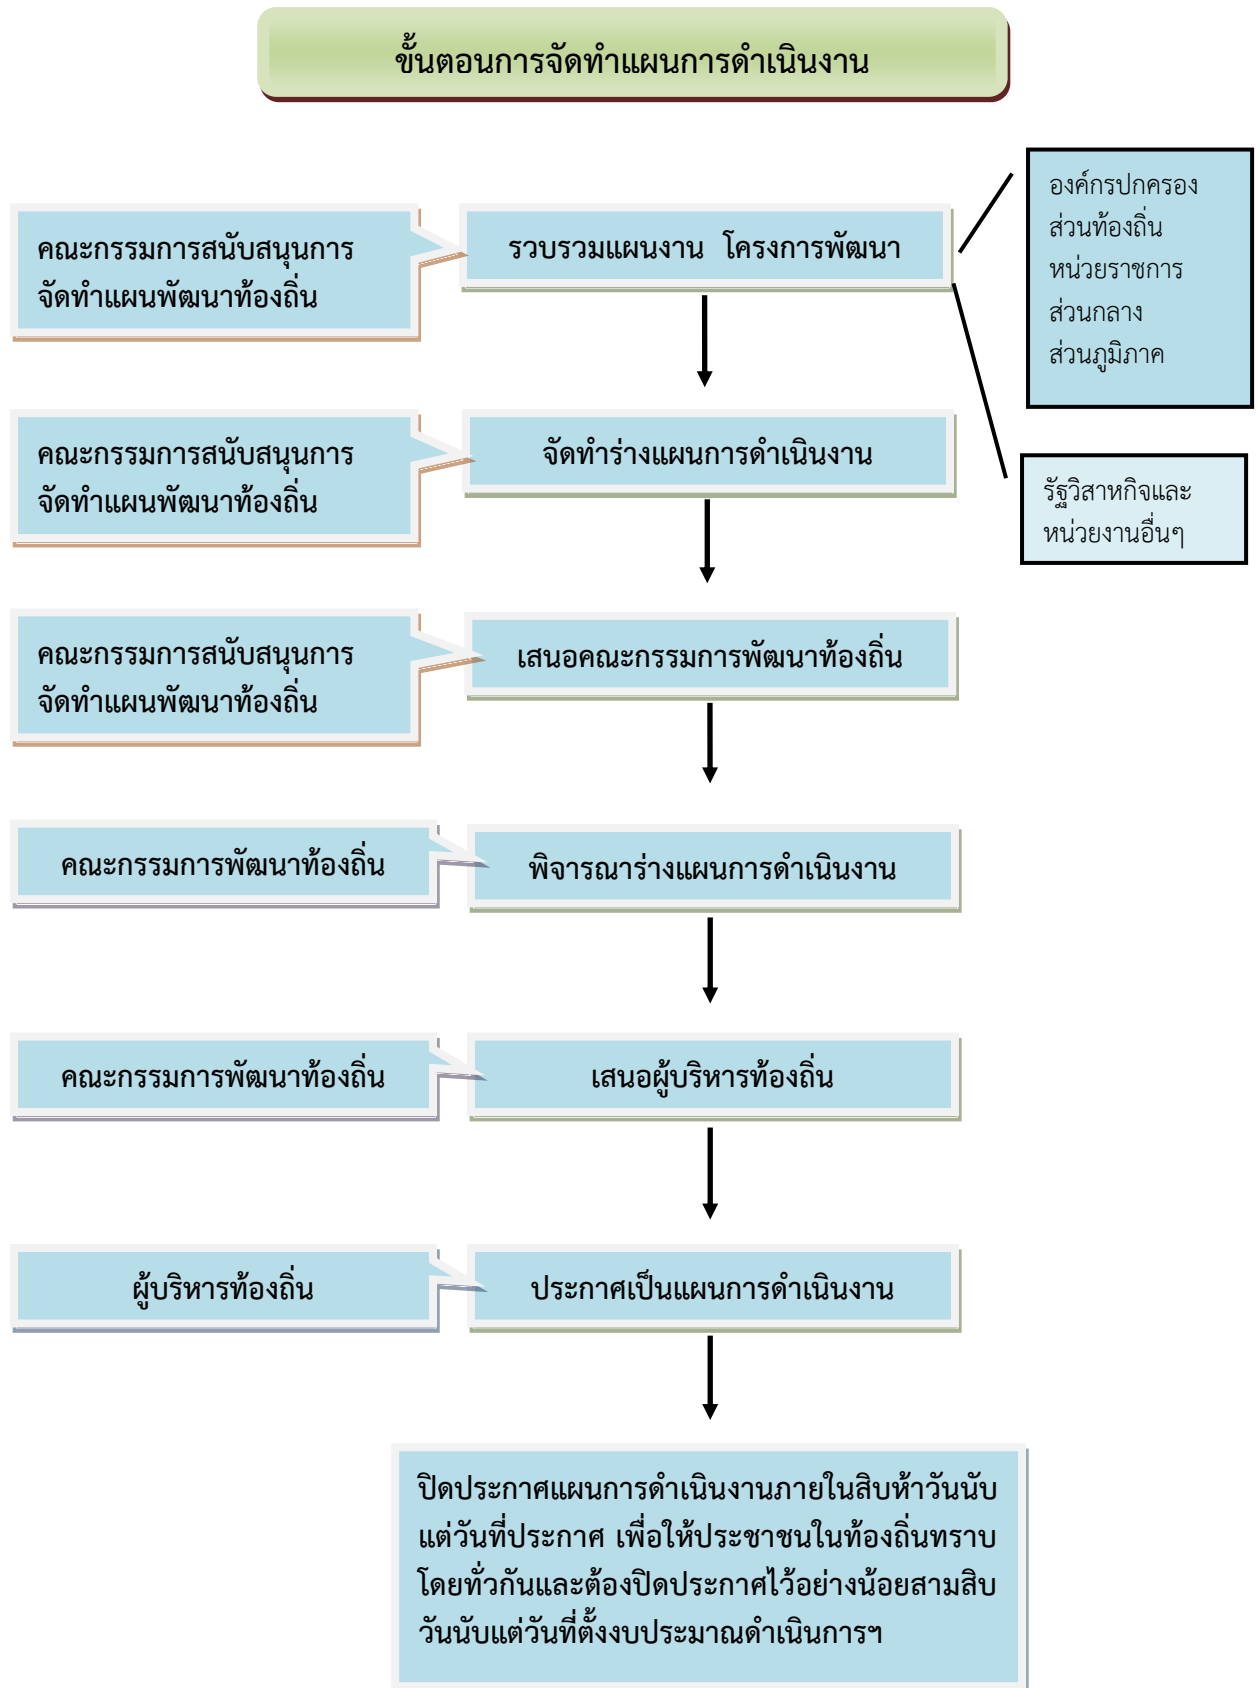 ขั้นตอนการจัดทำแผนการดำเนินงาน
คณะกรรมการสนับสนุนการ
จัดทำแผนพัฒนาท้องถิ่น
รวบรวมแผนงาน โครงการพัฒนา
องค์กรปกครอง
ส่วนท้องถิ่น
หน่วยราชการ
ส่วนกลาง
ส่วนภูมิภาค
รัฐวิสาหกิจและ
หน่วยงานอื่นๆ
คณะกรรมการสนับสนุนการ
จัดทำแผนพัฒนาท้องถิ่น
จัดทำร่างแผนการดำเนินงาน
คณะกรรมการสนับสนุนการ
จัดทำแผนพัฒนาท้องถิ่น
เสนอคณะกรรมการพัฒนาท้องถิ่น
คณะกรรมการพัฒนาท้องถิ่น
พิจารณาร่างแผนการดำเนินงาน
คณะกรรมการพัฒนาท้องถิ่น
เสนอผู้บริหารท้องถิ่น
ผู้บริหารท้องถิ่น
ประกาศเป็นแผนการดำเนินงาน
ปิดประกาศแผนการดำเนินงานภายในสิบห้าวันนับ
แต่วันที่ประกาศ เพื่อให้ประชาชนในท้องถิ่นทราบ
โดยทั่วกันและต้องปิดประกาศไว้อย่างน้อยสามสิบ
วันนับแต่วันที่ตั้งงบประมาณดำเนินการฯ